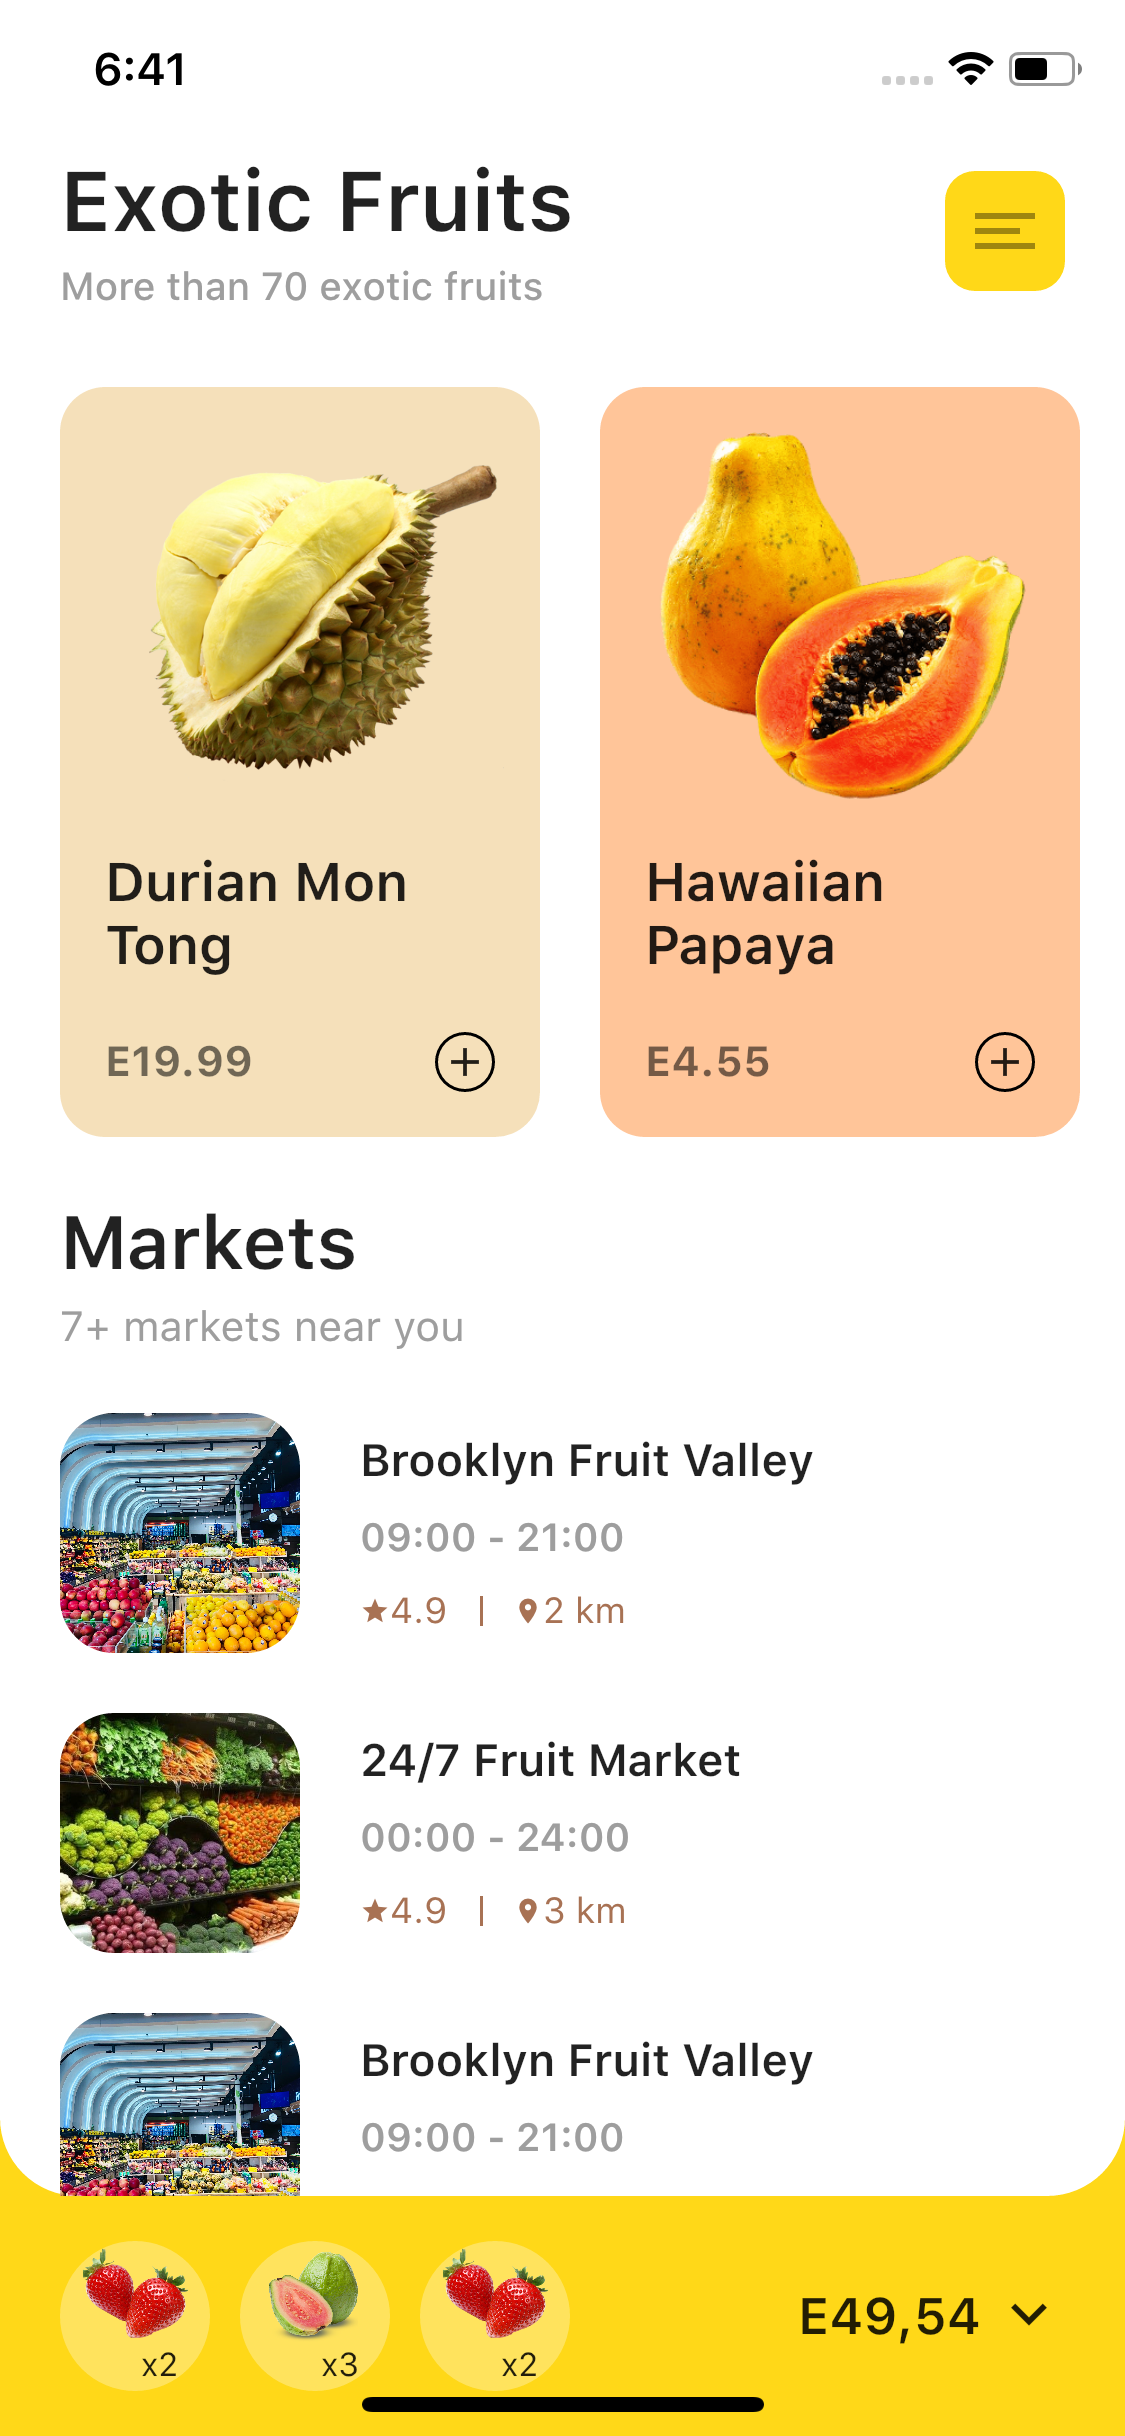 6:41
Exotic Fruits
More than 70 exotic fruits
Durian Mon
Tong
E19.99
Hawaiian
Papaya
E4.55
Markets
7+ markets near you
Brooklyn Fruit Valley
09:00 - 21:00
4.9 | 2 km
24/7 Fruit Market
00:00 - 24:00
4.9 | 3 km
Brooklyn Fruit Valley
09:00 - 21:00
x2 x3 x2 E49,54